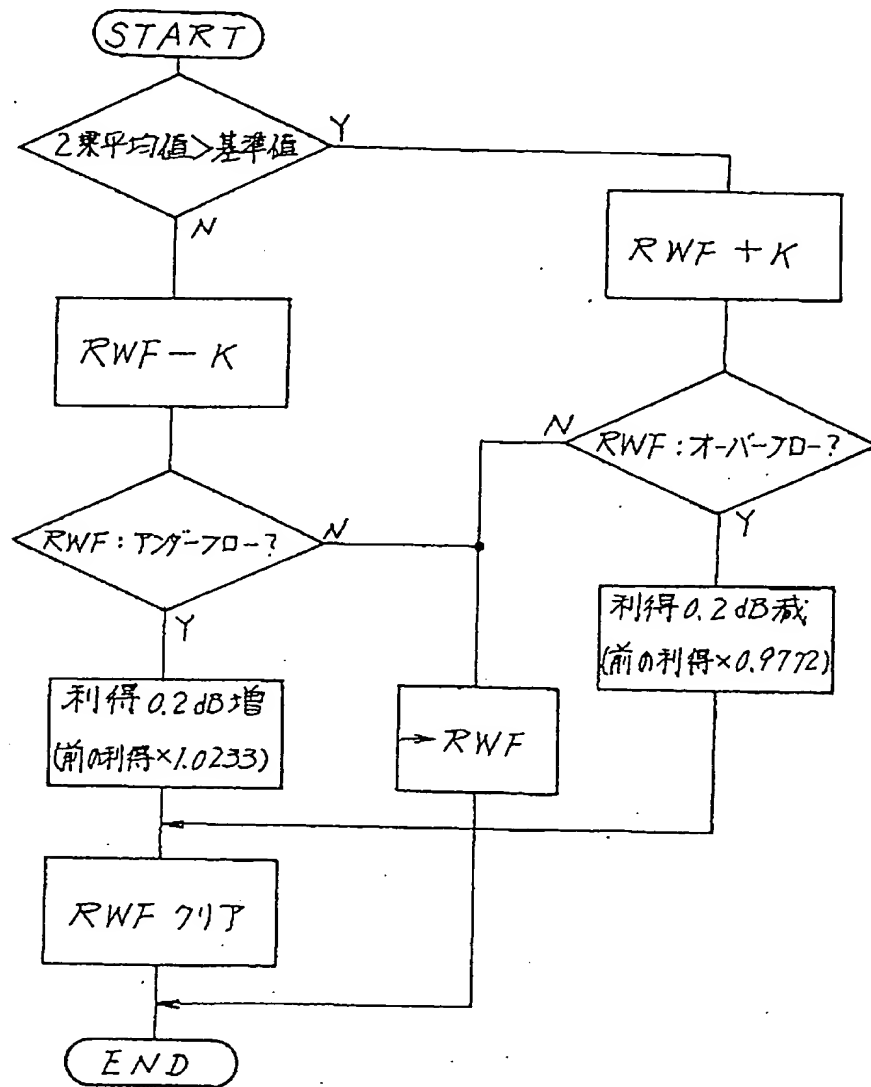 START
2乗平均値>基準値
Y
N
RWF+K
RWF-K
N
RWF:オーバーフロー?
RWF:アンダーフロー?
N
Y
Y
利得0.2dB減
(前の利得×0.9772)
利得0.2dB増
(前の利得×1.0233)
→RWF
RWFクリア
END